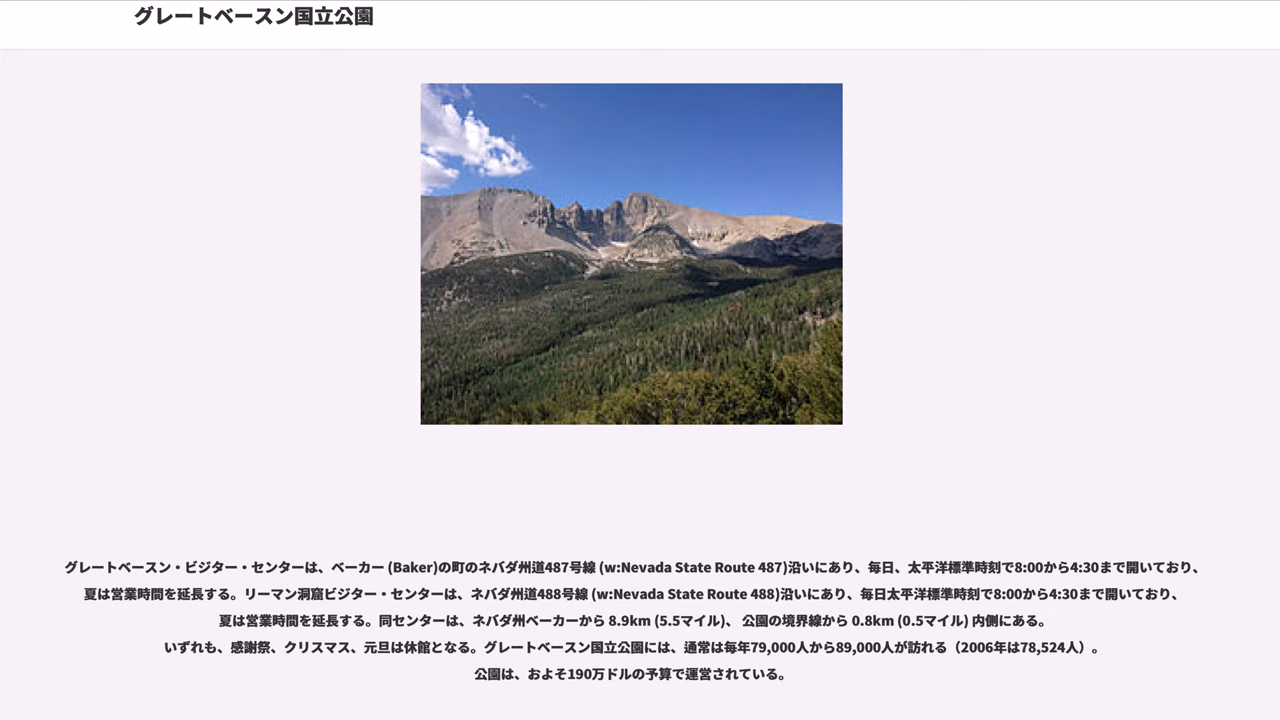 グレートベースン国立公園
グレートベースン・ビジター・センターは、ベーカー (Baker)の町のネバダ州道487号線 (w:Nevada State Route 487)沿いにあり、毎日、太平洋標準時刻で8:00から4:30まで開いており、
夏は営業時間を延長する。リーマン洞窟ビジター・センターは、ネバダ州道488号線 (w:Nevada State Route 488)沿いにあり、毎日太平洋標準時刻で8:00から4:30まで開いており、
夏は営業時間を延長する。同センターは、ネバダ州ベーカーから 8.9km (5.5マイル)、 公園の境界線から 0.8km (0.5マイル) 内側にある。
いずれも、感謝祭、クリスマス、元旦は休館となる。グレートベースン国立公園には、通常は毎年79,000人から89,000人が訪れる（2006年は78,524人）。
公園は、およそ190万ドルの予算で運営されている。